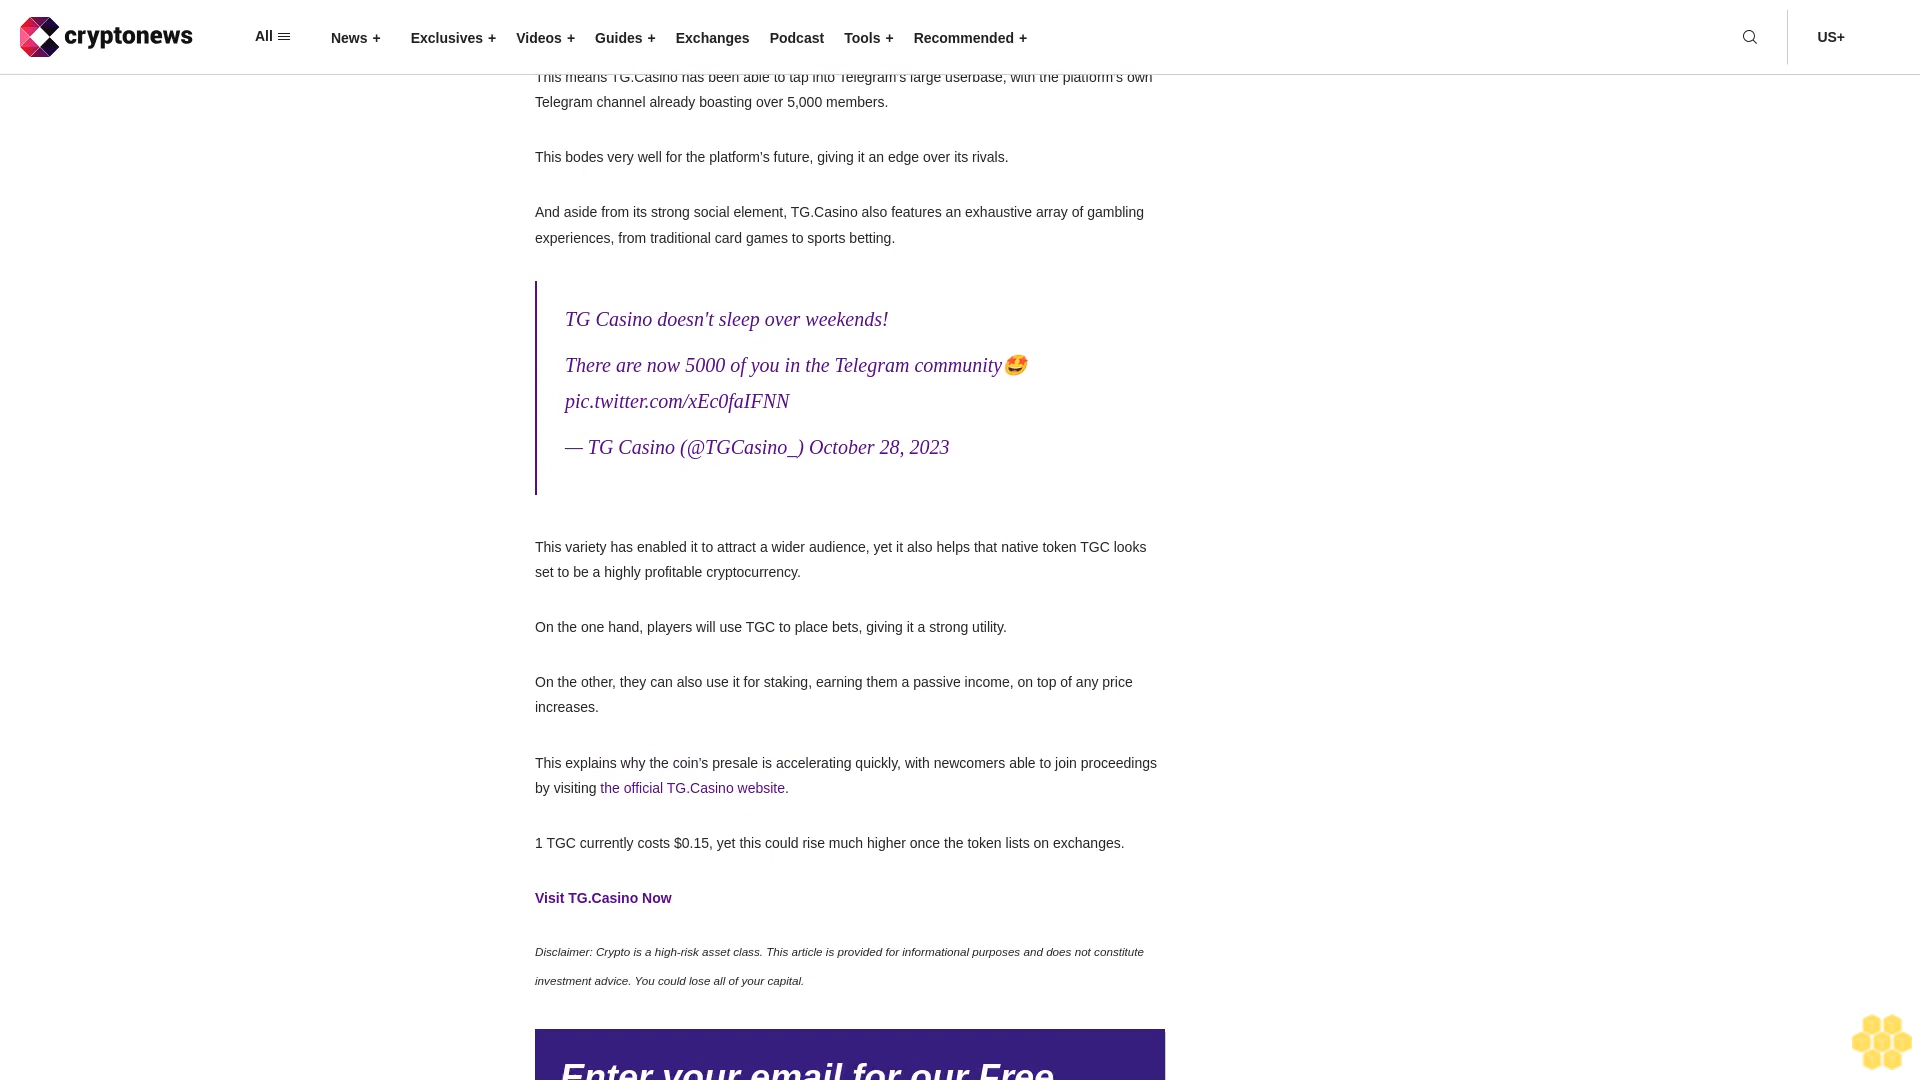 cryptonews
All
News +
Exclusives +
Videos +
Guides +
Exchanges
Podcast
Tools +
Recommended +
US+
This means TG.Casino has been able to tap into Telegram's large userbase, with the platform's own
Telegram channel already boasting over 5,000 members.
This bodes very well for the platform’s future, giving it an edge over its rivals.
And aside from its strong social element, TG.Casino also features an exhaustive array of gambling
experiences, from traditional card games to sports betting.
TG Casino doesn't sleep over weekends!
There are now 5000 of you in the Telegram community🤩
pic.twitter.com/xEc0faIFNN
— TG Casino (@TGCasino_) October 28, 2023
This variety has enabled it to attract a wider audience, yet it also helps that native token TGC looks
set to be a highly profitable cryptocurrency.
On the one hand, players will use TGC to place bets, giving it a strong utility.
On the other, they can also use it for staking, earning them a passive income, on top of any price
increases.
This explains why the coin’s presale is accelerating quickly, with newcomers able to join proceedings
by visiting the official TG.Casino website.
1 TGC currently costs $0.15, yet this could rise much higher once the token lists on exchanges.
Visit TG.Casino Now
Disclaimer: Crypto is a high-risk asset class. This article is provided for informational purposes and does not constitute
investment advice. You could lose all of your capital.
Enter your email for our Free